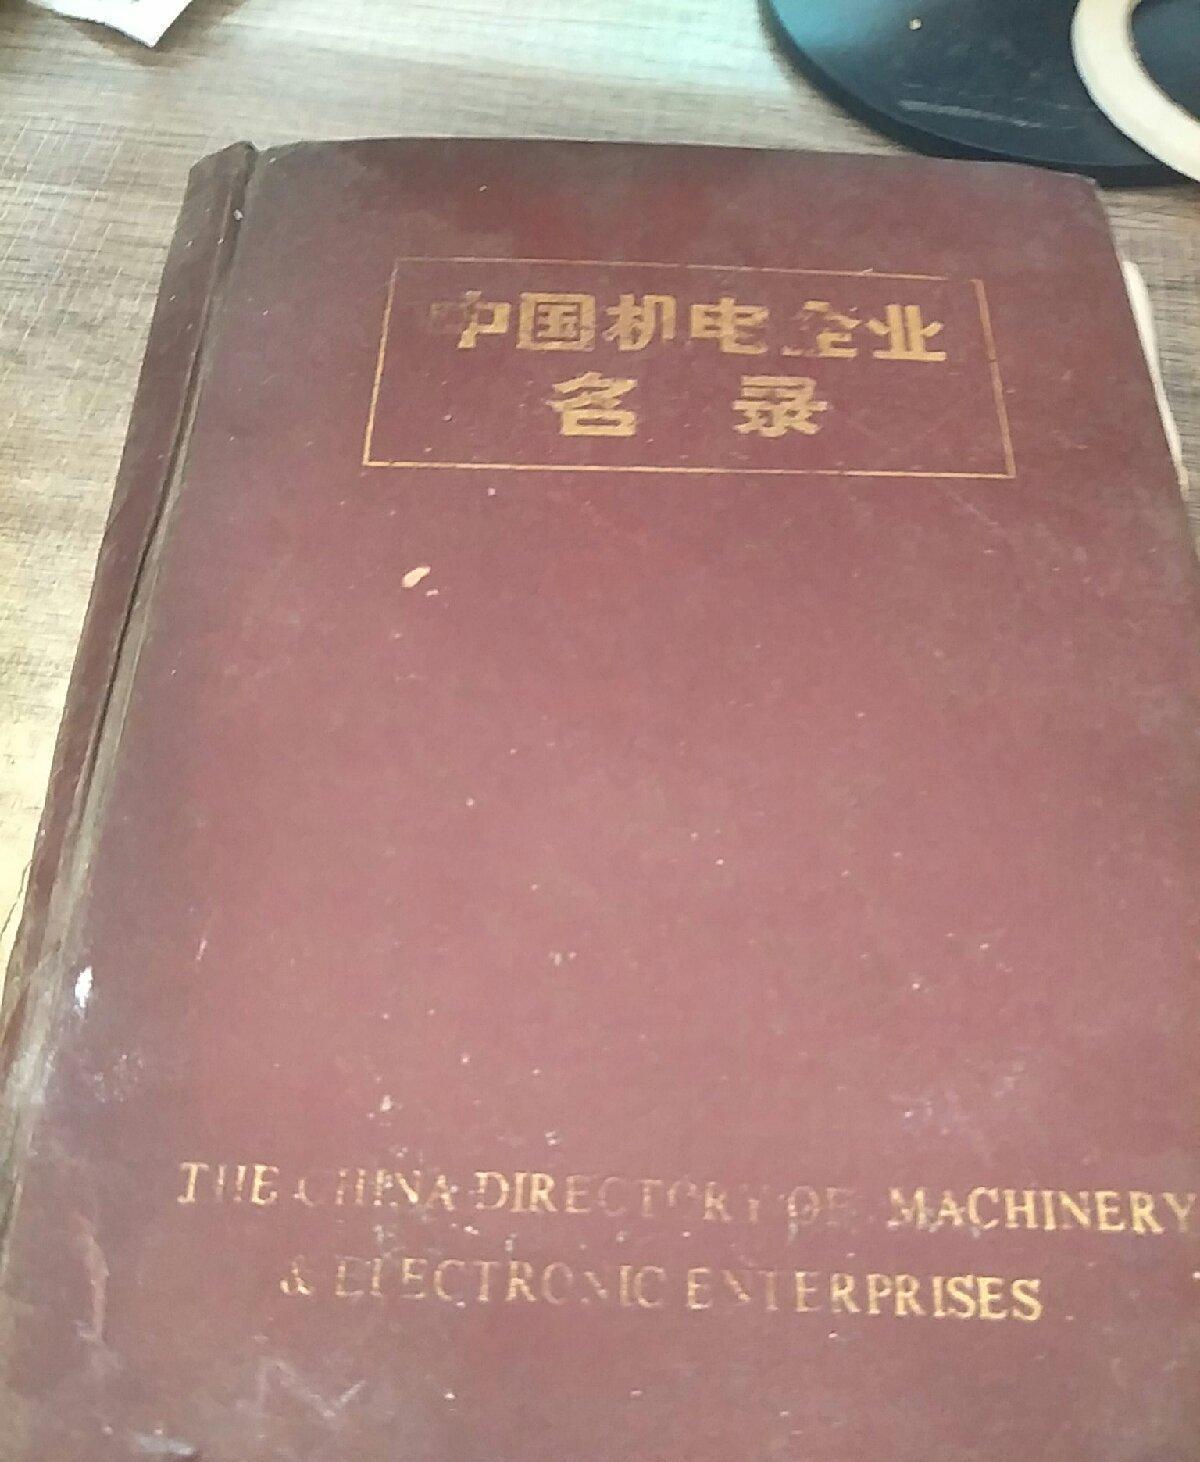 中国机电企业
名 录
THE CHINA DIRECTORY OF MACHINERY
& ELECTRONIC ENTERPRISES